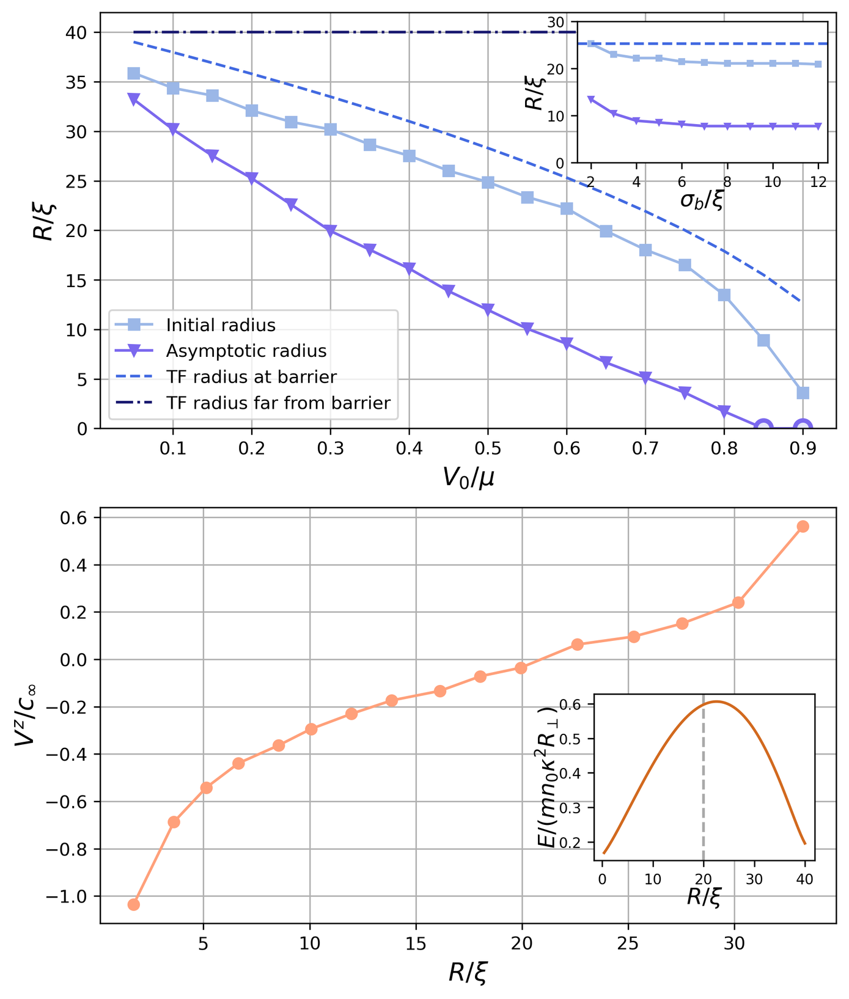 40
35
30
25
20
15
10
5
0
R/ξ
0.1 0.2 0.3 0.4 0.5 0.6 0.7 0.8 0.9
V₀/μ
Initial radius
Asymptotic radius
TF radius at barrier
TF radius far from barrier
30
20
10
0
R/ξ
2 4 6 8 10 12
σ_b/ξ
0.6
0.4
0.2
0.0
−0.2
−0.4
−0.6
−0.8
−1.0
V^z/c_∞
5 10 15 20 25 30
R/ξ
0.6
0.5
0.4
0.3
0.2
E/(mn₀κ²R_⊥)
0 10 20 30 40
R/ξ